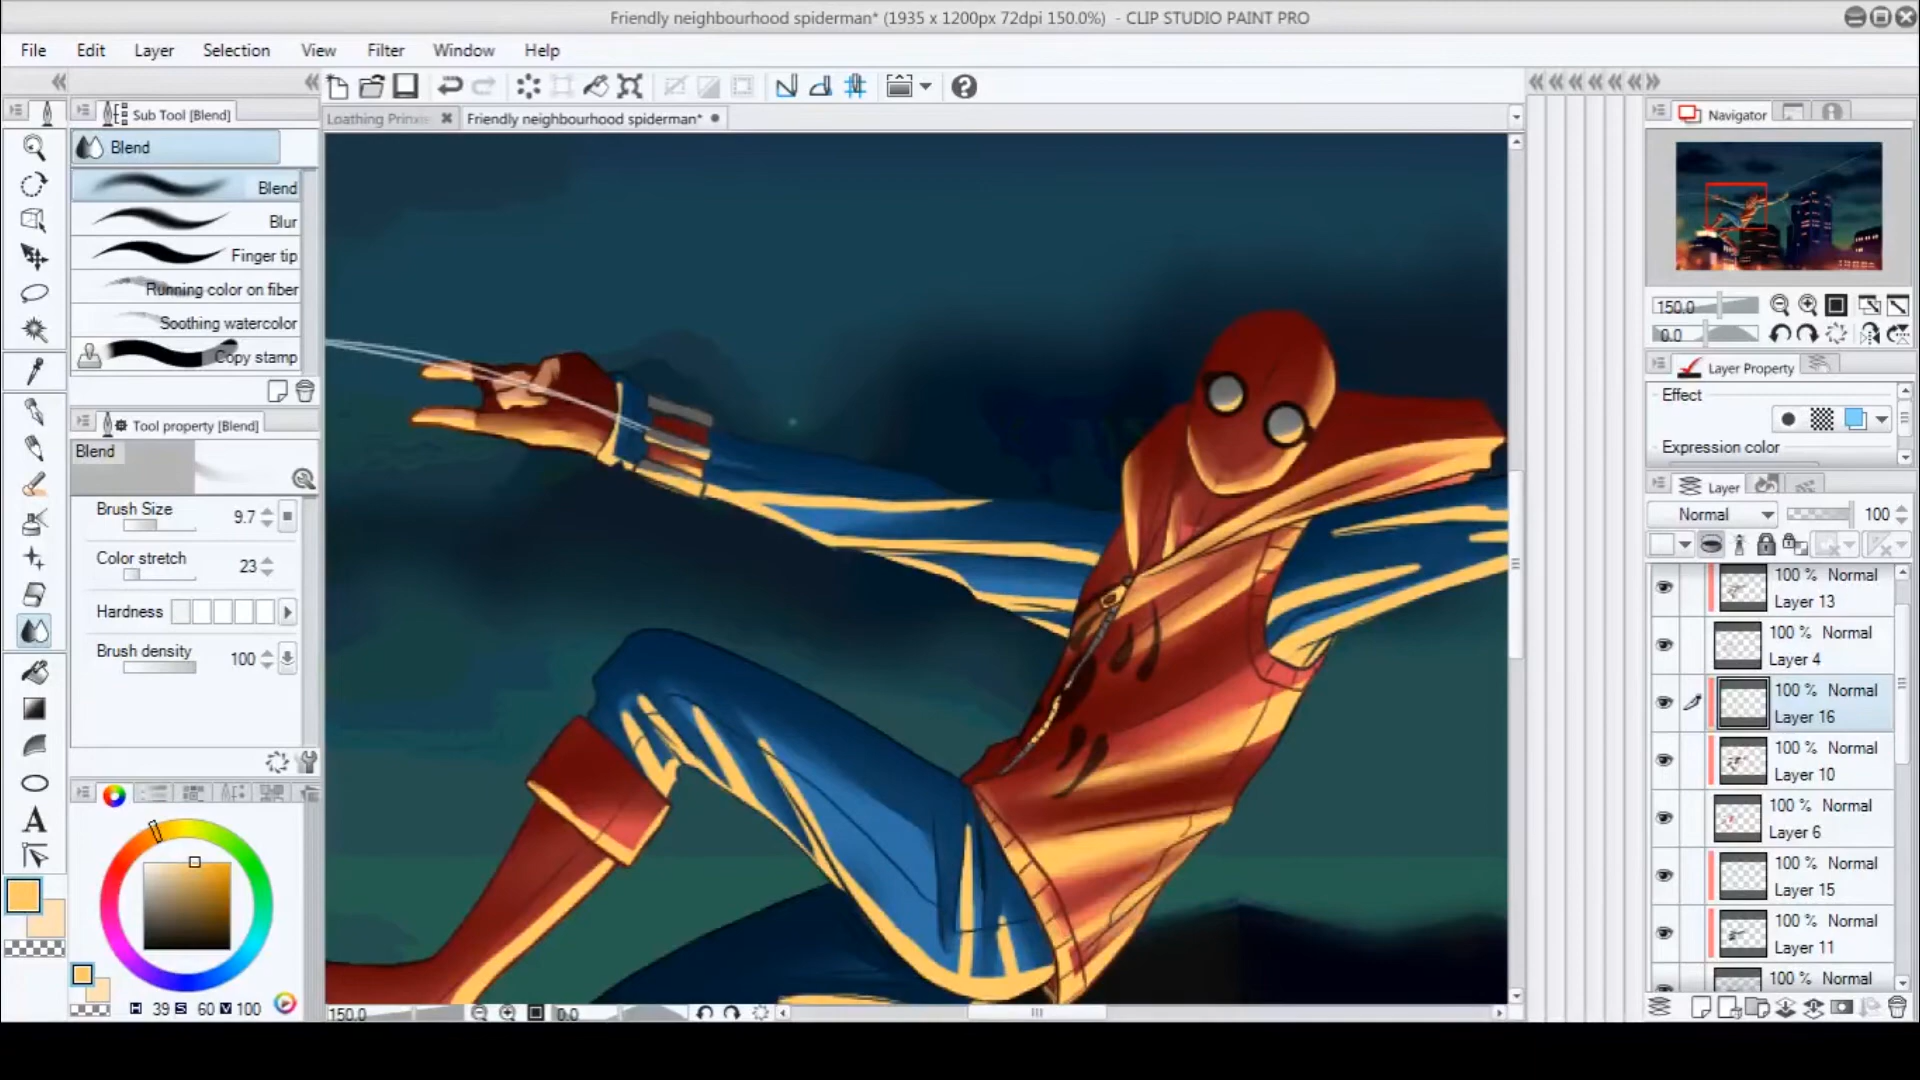 Friendly neighbourhood spiderman* (1935 x 1200px 72dpi 150.0%) - CLIP STUDIO PAINT PRO
File Edit Layer Selection View Filter Window Help
Sub Tool [Blend]
Loathing
Friendly neighbourhood spiderman*
Navigator
Blend
Blend
Blur
Finger tip
Running color on fiber
Soothing watercolor
Copy stamp
150.0
0.0
Layer Property
Effect
Expression color
Tool property [Blend]
Blend
Brush Size 9.7
Color stretch 23
Hardness
Brush density 100
Layer
Normal 100
100 % Normal
Layer 13
100 % Normal
Layer 4
100 % Normal
Layer 16
100 % Normal
Layer 10
100 % Normal
Layer 6
100 % Normal
Layer 15
100 % Normal
Layer 11
100 % Normal
A
H 39 S 60 V 100
150.0 0.0